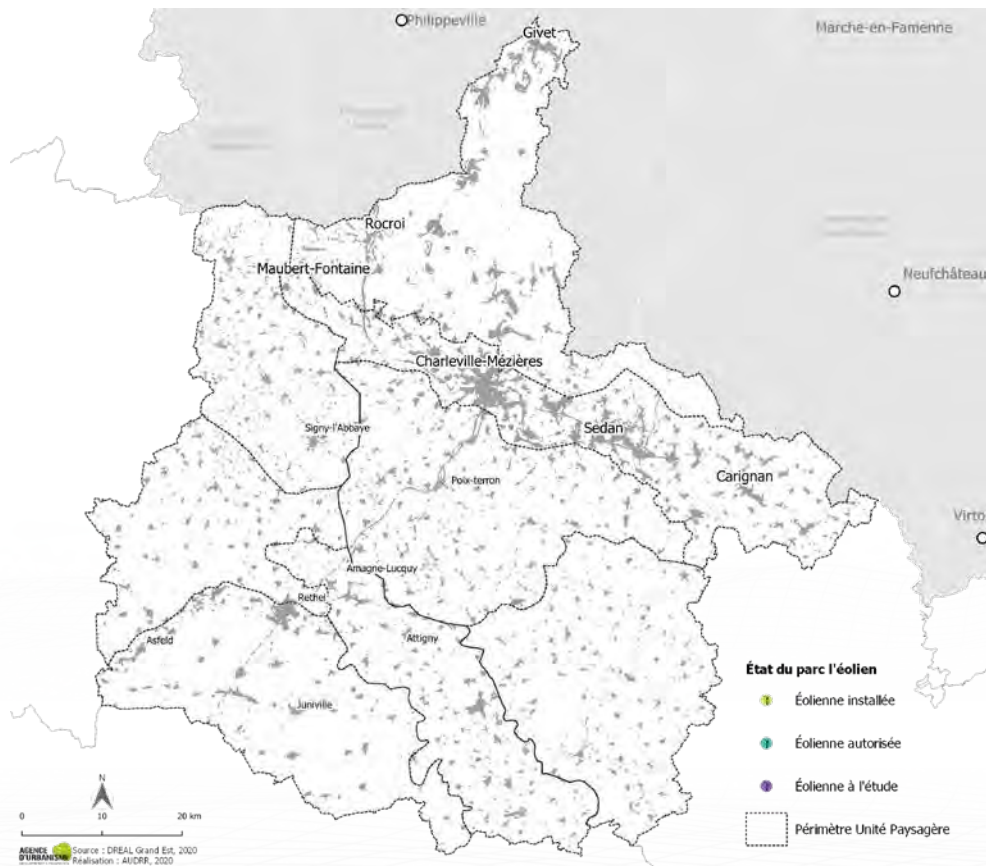 Philippeville
Givet
Marche-en-Famenne
Rocroi
Maubert-Fontaine
Neufchâteau
Charleville-Mézières
Signy-l'Abbaye
Sedan
Poix-terron
Carignan
Virto
Amagne-Lucquy
Rethel
Asfeld
Attigny
Juniville
État du parc l'éolien
Éolienne installée
Éolienne autorisée
Éolienne à l'étude
Périmètre Unité Paysagère
N
0 10 20 km
AGENCE
D'URBANISME
Source : DREAL Grand Est, 2020
Réalisation : AUDRR, 2020